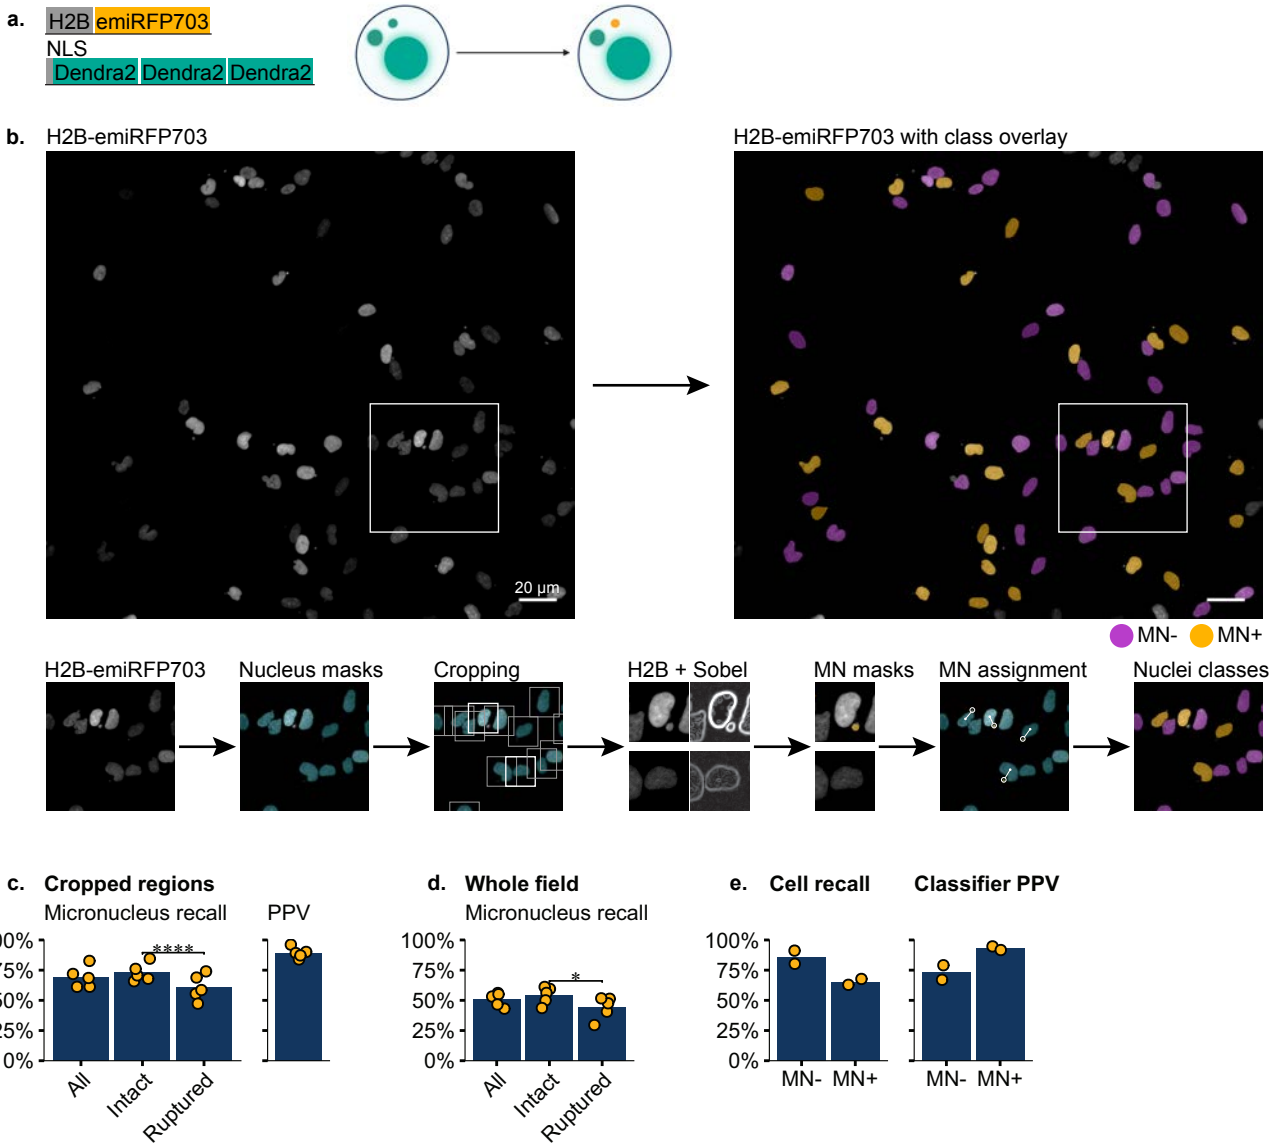 a.
H2B emiRFP703
NLS
Dendra2 Dendra2 Dendra2
b. H2B-emiRFP703
H2B-emiRFP703 with class overlay
20 µm
MN- MN+
H2B-emiRFP703 Nucleus masks Cropping H2B + Sobel MN masks MN assignment Nuclei classes
c. Cropped regions
Micronucleus recall PPV
00%
75%
50%
25%
0%
****
All Intact Ruptured
d. Whole field
Micronucleus recall
100%
75%
50%
25%
0%
*
All Intact Ruptured
e. Cell recall Classifier PPV
100%
75%
50%
25%
0%
MN- MN+ MN- MN+